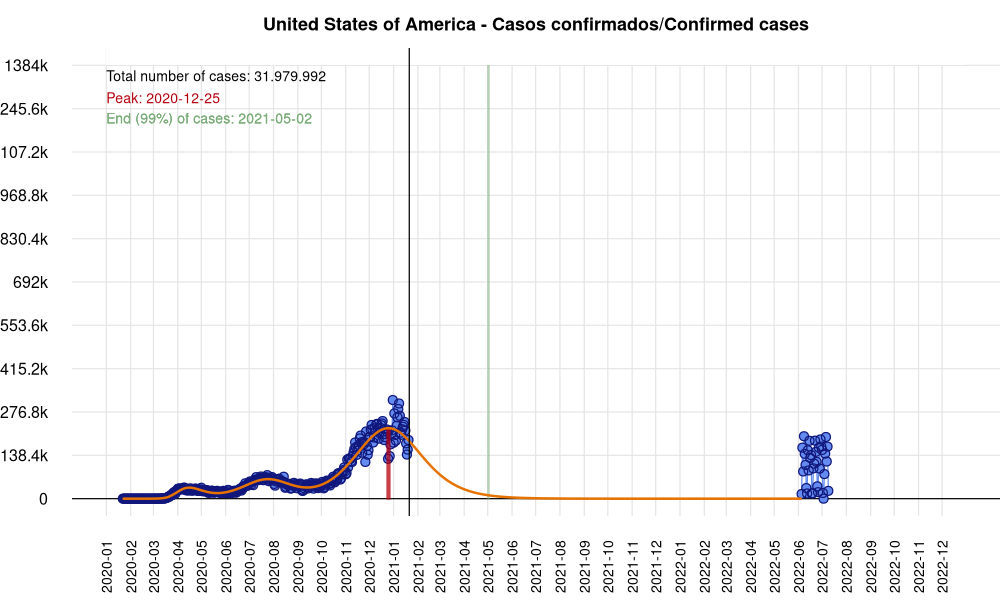 United States of America - Casos confirmados/Confirmed cases
Total number of cases: 31.979.992
Peak: 2020-12-25
End (99%) of cases: 2021-05-02
1384k
245.6k
107.2k
968.8k
830.4k
692k
553.6k
415.2k
276.8k
138.4k
0
2020-01
2020-02
2020-03
2020-04
2020-05
2020-06
2020-07
2020-08
2020-09
2020-10
2020-11
2020-12
2021-01
2021-02
2021-03
2021-04
2021-05
2021-06
2021-07
2021-08
2021-09
2021-10
2021-11
2021-12
2022-01
2022-02
2022-03
2022-04
2022-05
2022-06
2022-07
2022-08
2022-09
2022-10
2022-11
2022-12